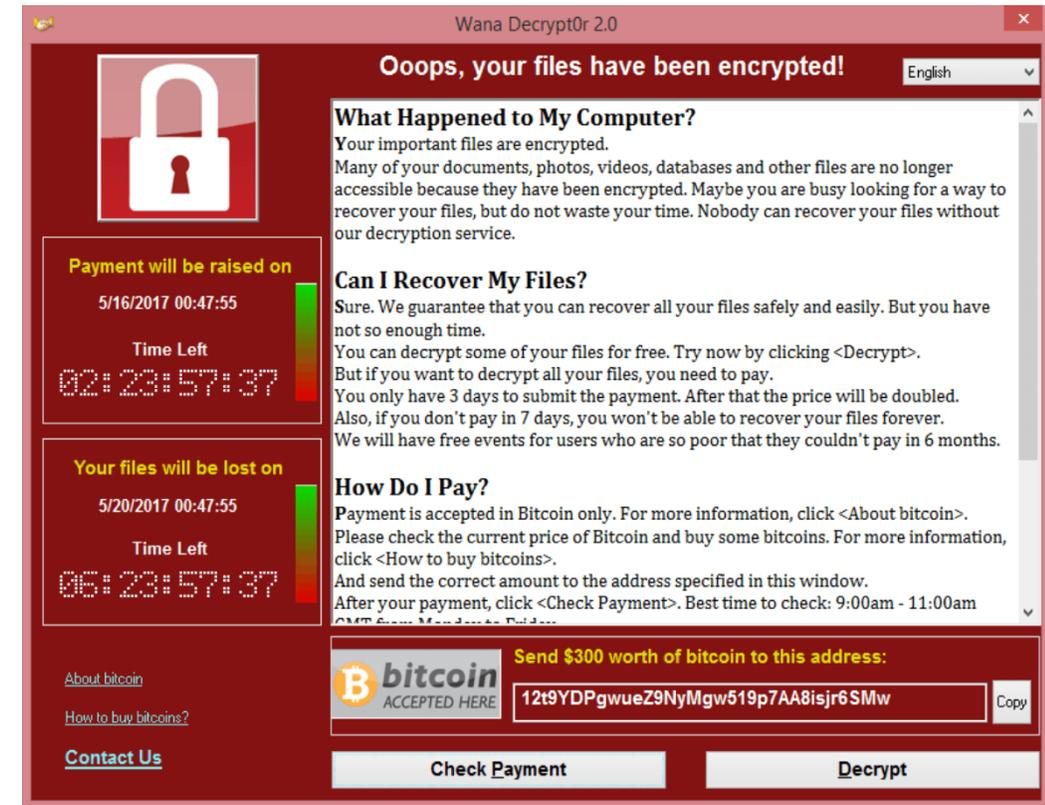 Wana Decrypt0r 2.0
Ooops, your files have been encrypted!
English
What Happened to My Computer?
Your important files are encrypted.
Many of your documents, photos, videos, databases and other files are no longer
accessible because they have been encrypted. Maybe you are busy looking for a way to
recover your files, but do not waste your time. Nobody can recover your files without
our decryption service.
Can I Recover My Files?
Sure. We guarantee that you can recover all your files safely and easily. But you have
not so enough time.
You can decrypt some of your files for free. Try now by clicking <Decrypt>.
But if you want to decrypt all your files, you need to pay.
You only have 3 days to submit the payment. After that the price will be doubled.
Also, if you don't pay in 7 days, you won't be able to recover your files forever.
We will have free events for users who are so poor that they couldn't pay in 6 months.
How Do I Pay?
Payment is accepted in Bitcoin only. For more information, click <About bitcoin>.
Please check the current price of Bitcoin and buy some bitcoins. For more information,
click <How to buy bitcoins>.
And send the correct amount to the address specified in this window.
After your payment, click <Check Payment>. Best time to check: 9:00am - 11:00am
GMT from Monday to Friday.
Payment will be raised on
5/16/2017 00:47:55
Time Left
02:23:57:37
Your files will be lost on
5/20/2017 00:47:55
Time Left
06:23:57:37
About bitcoin
How to buy bitcoins?
Contact Us
bitcoin
ACCEPTED HERE
Send $300 worth of bitcoin to this address:
12t9YDPgwueZ9NyMgw519p7AA8isjr6SMw
Copy
Check Payment
Decrypt